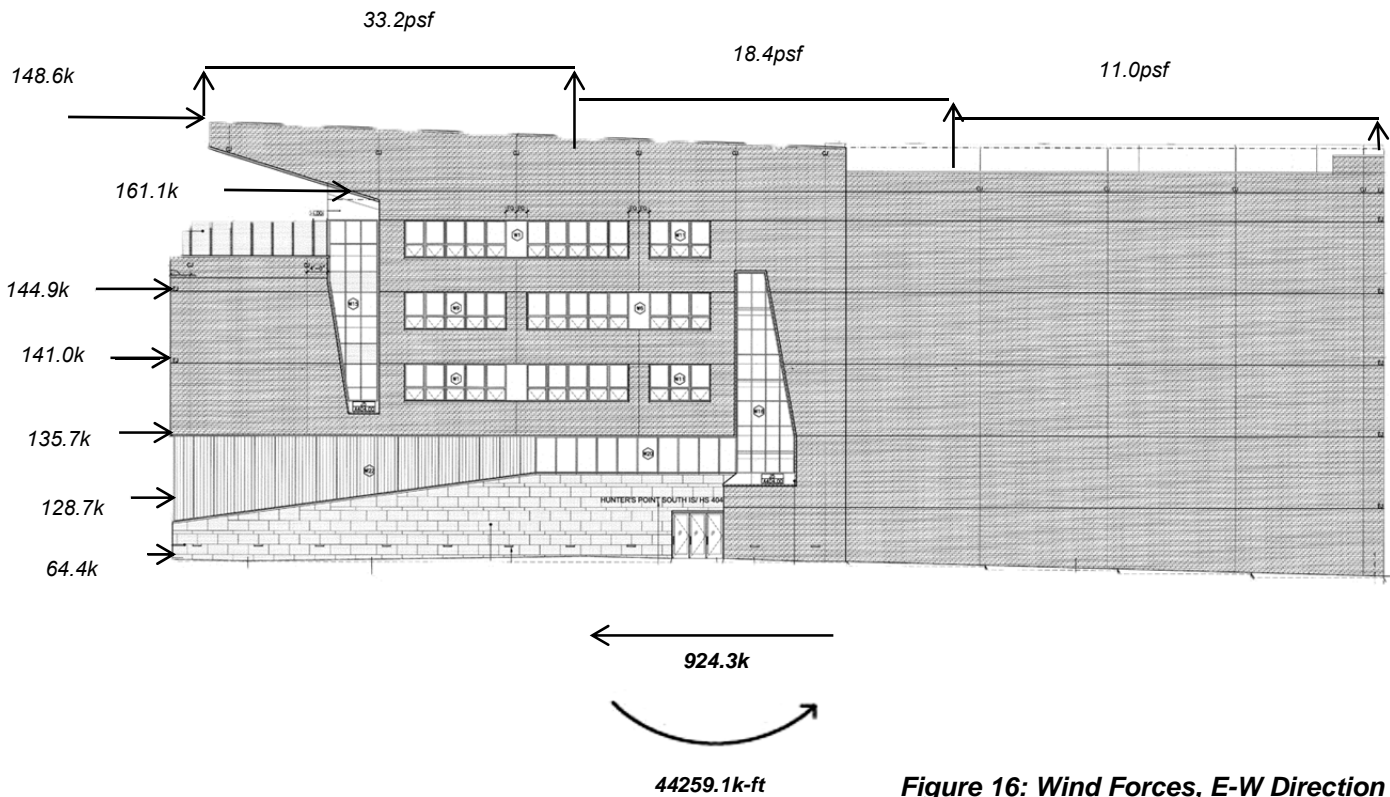 33.2psf
18.4psf
11.0psf
148.6k
161.1k
144.9k
141.0k
135.7k
128.7k
64.4k
HUNTER'S POINT SOUTH IS/ HS 404
924.3k
44259.1k-ft
Figure 16: Wind Forces, E-W Direction